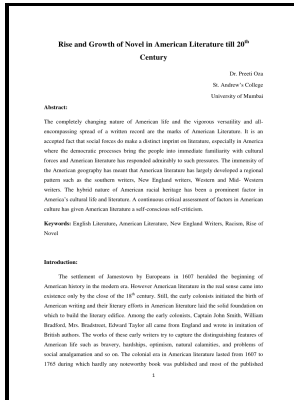 Rise and Growth of Novel in American Literature till 20th
Century
Dr. Preeti Oza
St. Andrew's College
University of Mumbai
Abstract:
The completely changing nature of American life and the vigorous versatility and all-
encompassing spread of a written record are the marks of American Literature. It is an
accepted fact that social forces do make a distinct imprint on literature, especially in America
where the democratic processes bring the people into immediate familiarity with cultural
forces and American literature has responded admirably to such pressures. The immunity of
the American geography has meant that American literature has largely developed a regional
pattern such as the southern writers, New England writers, Western and Mid- Western
writers. The hybrid nature of American racial heritage has been a prominent factor in
America's cultural life and literature. A continuous critical assessment of factors in American
culture has given American literature a self-conscious self-criticism.
Keywords: English Literature, American Literature, New England Writers, Racism, Rise of
Novel
Introduction:
The settlement of Jamestown by Europeans in 1607 heralded the beginning of
American history in the modern era. However American literature in the real sense came into
existence only by the close of the 18th. Still, the early colonists initiated the birth of
American writing and their literary efforts in American literature laid the solid foundation on
which to build the literary edifice. Among the early colonists, Captain John Smith, William
Bradford, Mrs. Bradstreet, Edward Taylor all came from England and wrote in imitation of
British authors. The works of these early writers try to capture the distinguishing features of
American life such as bravery, hardships, optimism, natural calamities, and problems of
social amalgamation and so on. The colonial era in American literature lasted from 1607 to
1765 during which hardly any noteworthy book was published and most of the published
1